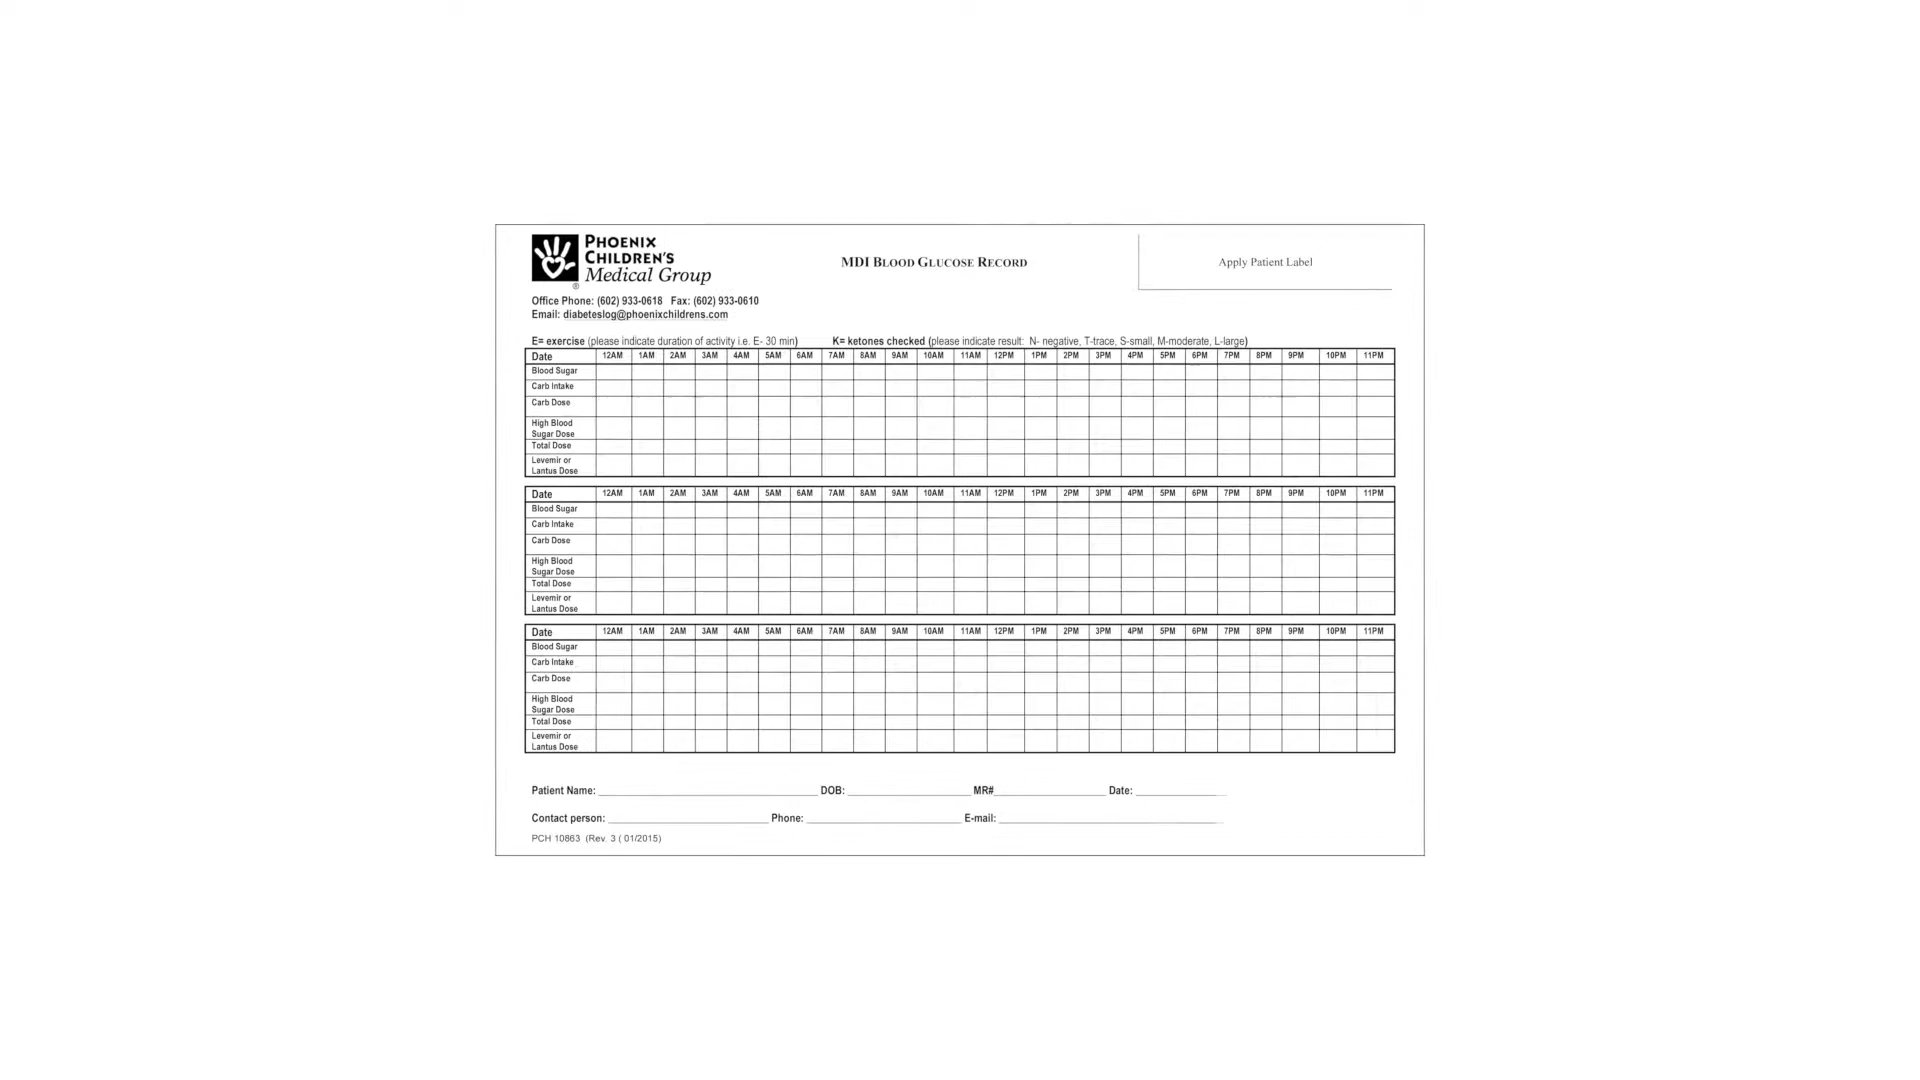 PHOENIX
CHILDREN'S
Medical Group
®
MDI BLOOD GLUCOSE RECORD
Apply Patient Label
Office Phone: (602) 933-0618 Fax: (602) 933-0610
Email: diabeteslog@phoenixchildrens.com
E= exercise (please indicate duration of activity i.e. E- 30 min) K= ketones checked (please indicate result: N- negative, T-trace, S-small, M-moderate, L-large)
Date 12AM 1AM 2AM 3AM 4AM 5AM 6AM 7AM 8AM 9AM 10AM 11AM 12PM 1PM 2PM 3PM 4PM 5PM 6PM 7PM 8PM 9PM 10PM 11PM
Blood Sugar
Carb Intake
Carb Dose
High Blood
Sugar Dose
Total Dose
Levemir or
Lantus Dose
Date 12AM 1AM 2AM 3AM 4AM 5AM 6AM 7AM 8AM 9AM 10AM 11AM 12PM 1PM 2PM 3PM 4PM 5PM 6PM 7PM 8PM 9PM 10PM 11PM
Blood Sugar
Carb Intake
Carb Dose
High Blood
Sugar Dose
Total Dose
Levemir or
Lantus Dose
Date 12AM 1AM 2AM 3AM 4AM 5AM 6AM 7AM 8AM 9AM 10AM 11AM 12PM 1PM 2PM 3PM 4PM 5PM 6PM 7PM 8PM 9PM 10PM 11PM
Blood Sugar
Carb Intake
Carb Dose
High Blood
Sugar Dose
Total Dose
Levemir or
Lantus Dose
Patient Name: DOB: MR# Date:
Contact person: Phone: E-mail:
PCH 10863 (Rev. 3 ( 01/2015)